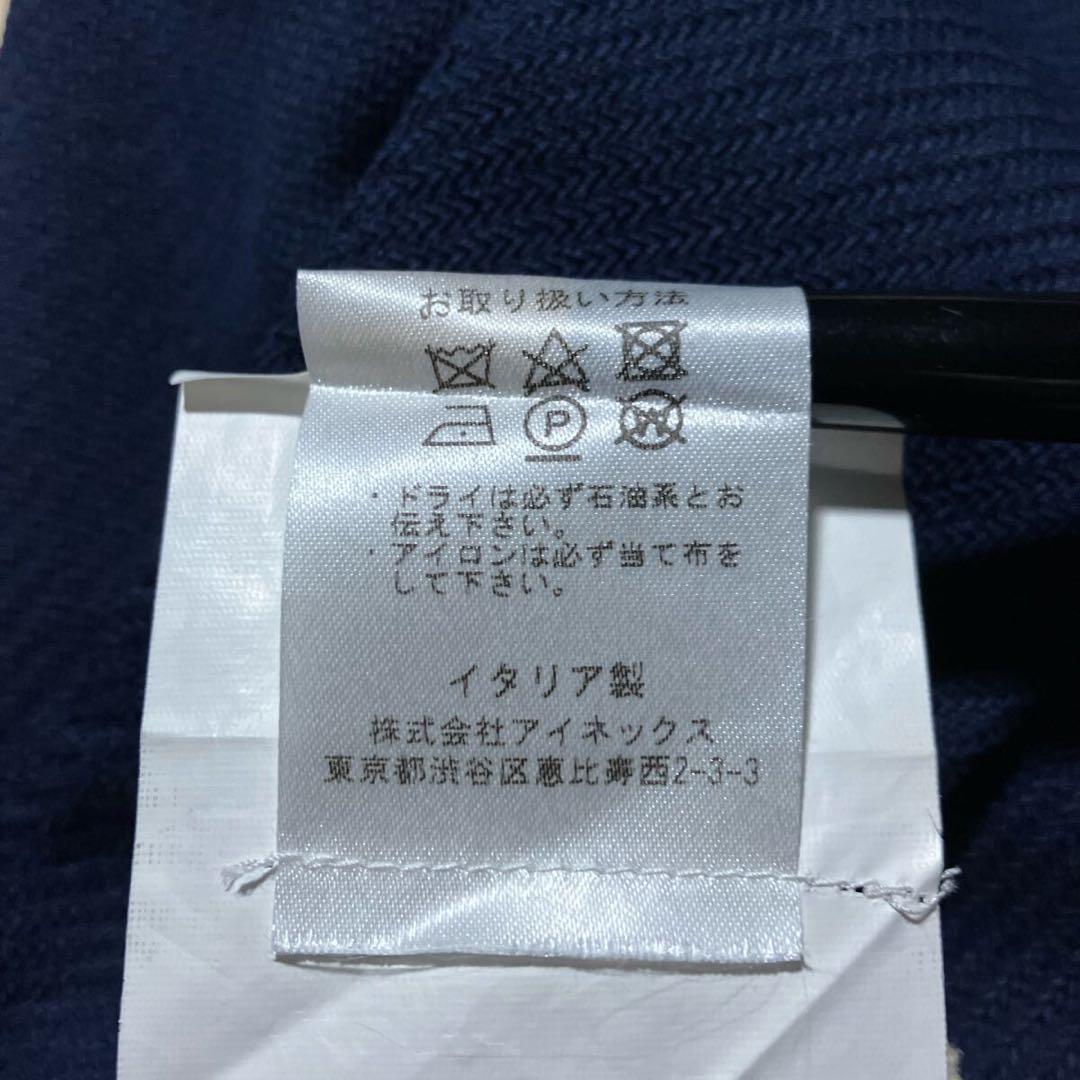 お取り扱い方法
P
W
・ドライは必ず石油系とお
伝え下さい。
・アイロンは必ず当て布を
して下さい。
イタリア製
株式会社アイネックス
東京都渋谷区恵比寿西2-3-3